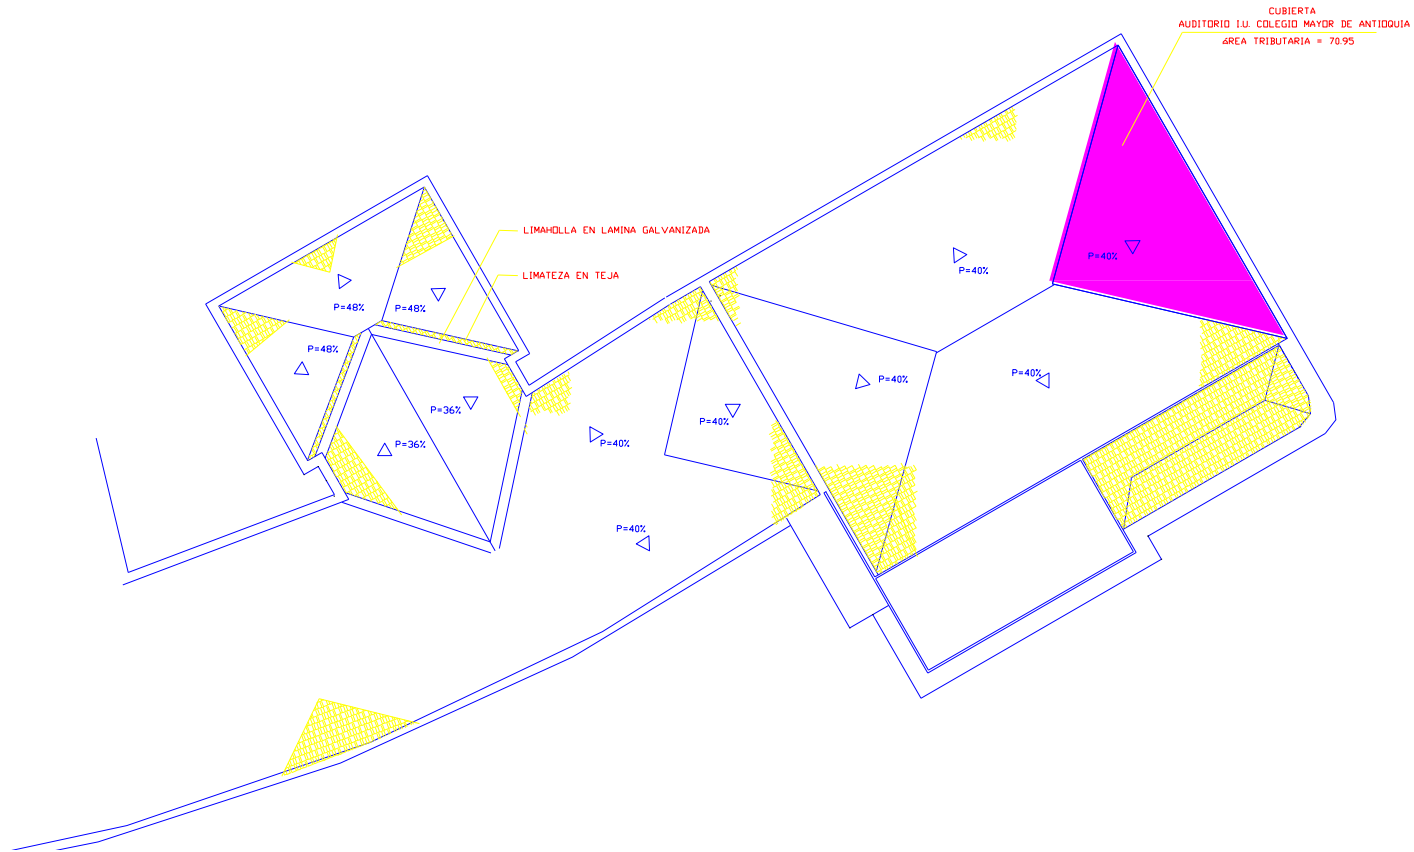 CUBIERTA
AUDITORIO I.U. COLEGIO MAYOR DE ANTIOQUIA
AREA TRIBUTARIA = 70.95
LIMAHOLLA EN LAMINA GALVANIZADA
LIMATEZA EN TEJA
P=40%
P=40%
P=48%
P=48%
P=48%
P=40%
P=40%
P=36%
P=40%
P=36%
P=40%
P=40%